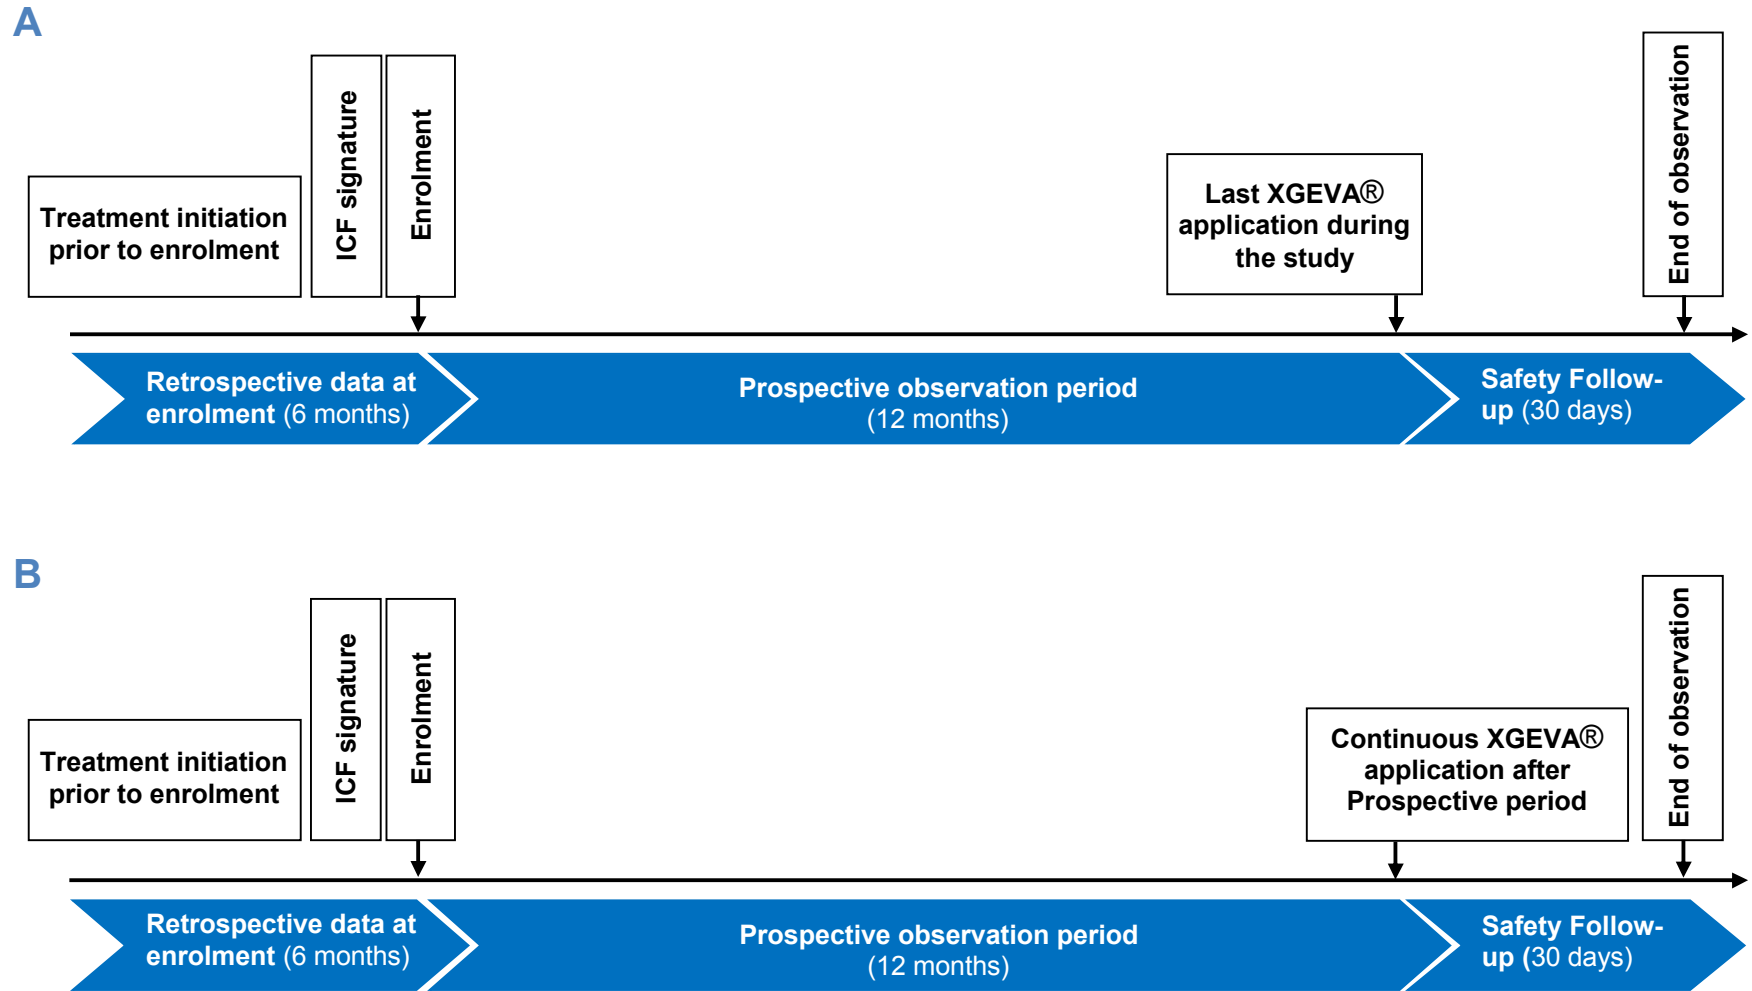 A
Treatment initiation
prior to enrolment
ICF signature
Enrolment
Last XGEVA®
application during
the study
End of observation
Retrospective data at
enrolment (6 months)
Prospective observation period
(12 months)
Safety Follow-
up (30 days)
B
Treatment initiation
prior to enrolment
ICF signature
Enrolment
Continuous XGEVA®
application after
Prospective period
End of observation
Retrospective data at
enrolment (6 months)
Prospective observation period
(12 months)
Safety Follow-
up (30 days)